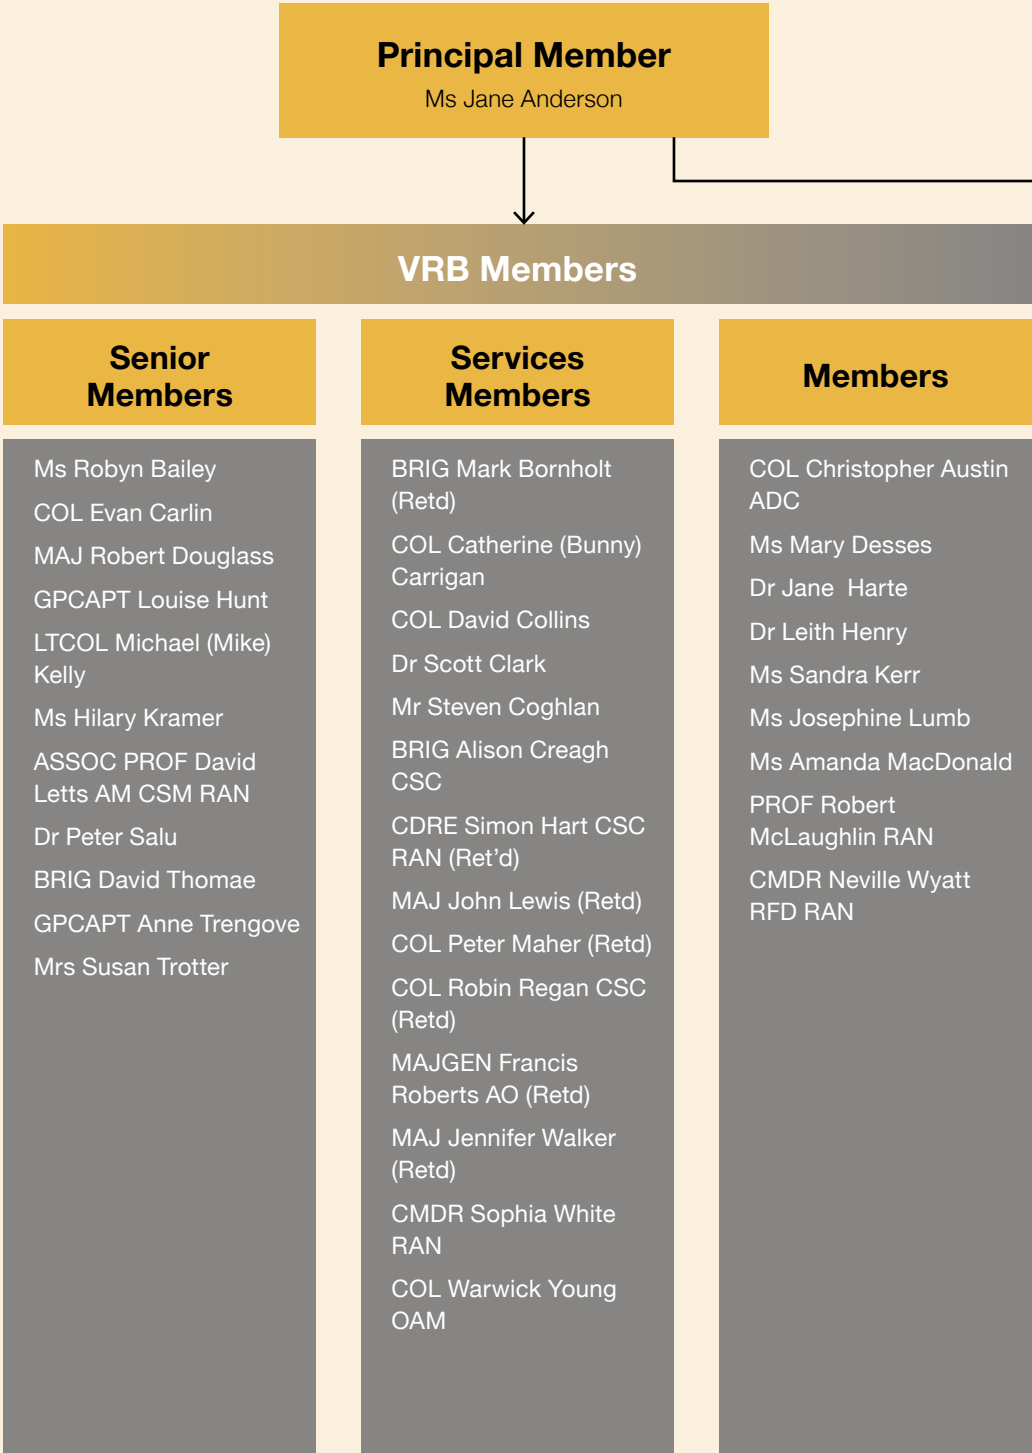 Principal Member
Ms Jane Anderson
VRB Members
Senior
Members
Ms Robyn Bailey
COL Evan Carlin
MAJ Robert Douglass
GPCAPT Louise Hunt
LTCOL Michael (Mike)
Kelly
Ms Hilary Kramer
ASSOC PROF David
Letts AM CSM RAN
Dr Peter Salu
BRIG David Thomae
GPCAPT Anne Trengove
Mrs Susan Trotter
Services
Members
BRIG Mark Bornholt
(Retd)
COL Catherine (Bunny)
Carrigan
COL David Collins
Dr Scott Clark
Mr Steven Coghlan
BRIG Alison Creagh
CSC
CDRE Simon Hart CSC
RAN (Ret’d)
MAJ John Lewis (Retd)
COL Peter Maher (Retd)
COL Robin Regan CSC
(Retd)
MAJGEN Francis
Roberts AO (Retd)
MAJ Jennifer Walker
(Retd)
CMDR Sophia White
RAN
COL Warwick Young
OAM
Members
COL Christopher Austin
ADC
Ms Mary Desses
Dr Jane  Harte
Dr Leith Henry
Ms Sandra Kerr
Ms Josephine Lumb
Ms Amanda MacDonald
PROF Robert
McLaughlin RAN
CMDR Neville Wyatt
RFD RAN